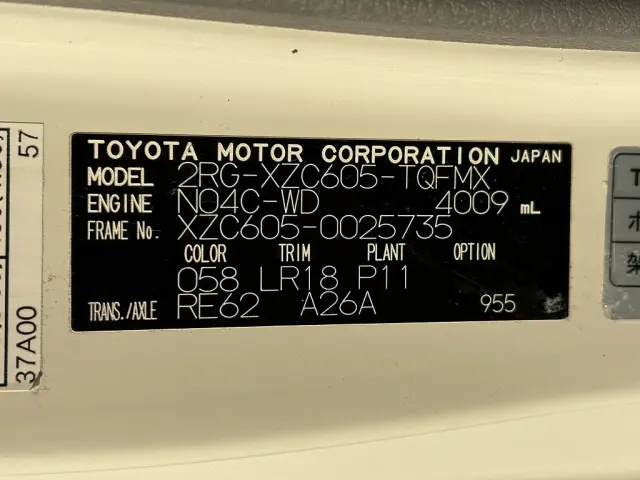 TOYOTA MOTOR CORPORATION JAPAN
MODEL 2RG-XZC605-TQFMX
ENGINE N04C-WD 4009 mL
FRAME No. XZC605-0025735
COLOR TRIM PLANT OPTION
058 LR18 P11
TRANS./AXLE RE62 A26A 955
37A00
57